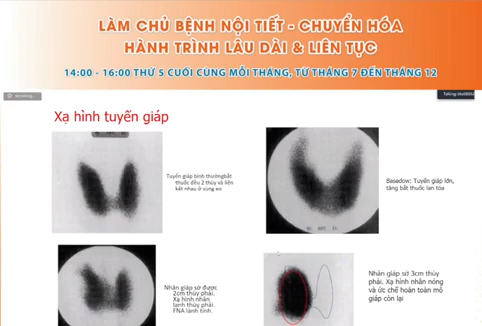 LÀM CHỦ BỆNH NỘI TIẾT - CHUYỂN HÓA
HÀNH TRÌNH LÂU DÀI & LIÊN TỤC
14:00 - 16:00 THỨ 5 CUỐI CÙNG MỖI THÁNG, TỪ THÁNG 7 ĐẾN THÁNG 12
Xạ hình tuyến giáp
Tuyến giáp bình thường bắt
thuốc đều 2 thùy và liên
kết nhau ở vùng eo
Basedow: Tuyến giáp lớn,
tăng bắt thuốc lan tỏa
Nhân giáp sờ được
2cm thùy phải.
Xạ hình nhân
lạnh thùy phải.
FNA lành tính.
Nhân giáp sờ 3cm thùy
phải. Xạ hình nhân nóng
và ức chế hoàn toàn mô
giáp còn lại